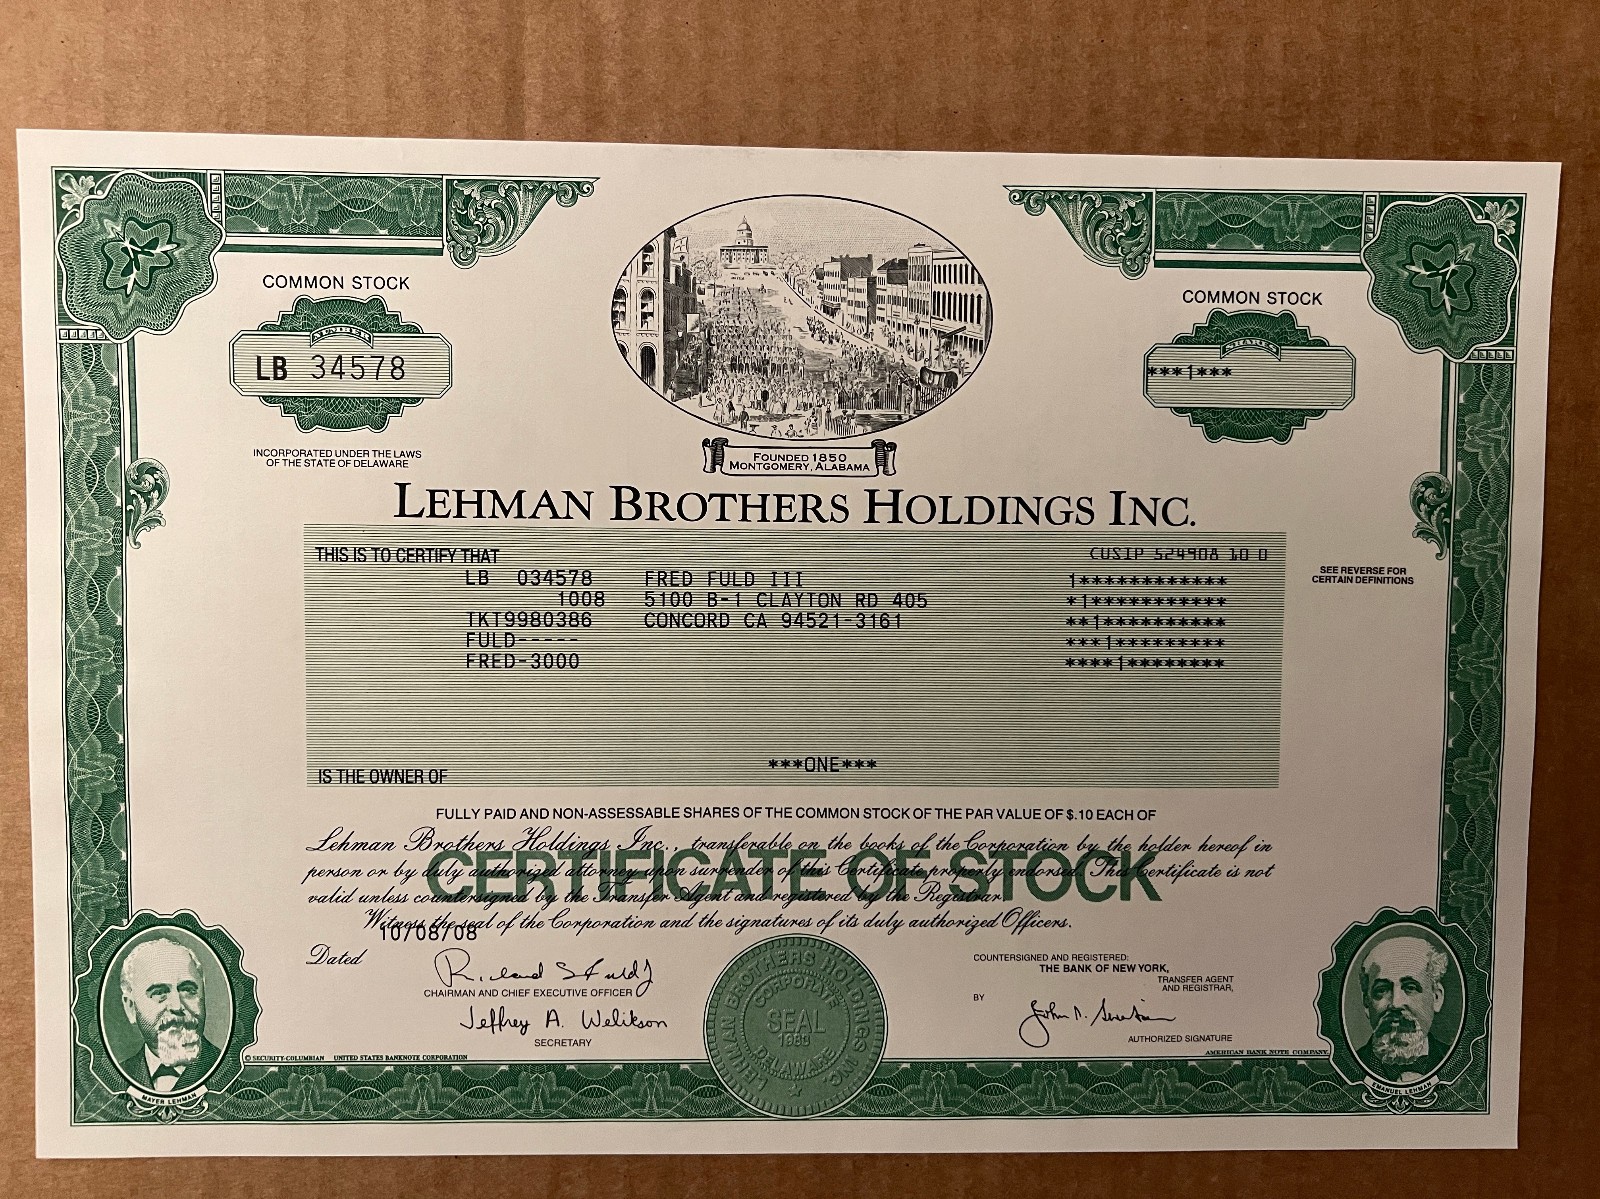 COMMON STOCK
COMMON STOCK
NUMBER
LB 34578
SHARES
***1***
INCORPORATED UNDER THE LAWS
OF THE STATE OF DELAWARE
FOUNDED 1850
MONTGOMERY, ALABAMA
LEHMAN BROTHERS HOLDINGS INC.
THIS IS TO CERTIFY THAT
CUSIP 524908 10 0
SEE REVERSE FOR
CERTAIN DEFINITIONS
LB 034578 FRED FULD III 1************
1008 5100 B-1 CLAYTON RD 405 *1***********
TKT9980386 CONCORD CA 94521-3161 **1**********
FULD----- ***1*********
FRED-3000 ****1********
***ONE***
IS THE OWNER OF
FULLY PAID AND NON-ASSESSABLE SHARES OF THE COMMON STOCK OF THE PAR VALUE OF $.10 EACH OF
Lehman Brothers Holdings Inc., transferable on the books of the Corporation by the holder hereof in
person or by duly authorized attorney upon surrender of this Certificate properly endorsed. This Certificate is not
valid unless countersigned by the Transfer Agent and registered by the Registrar.
CERTIFICATE OF STOCK
Witness the seal of the Corporation and the signatures of its duly authorized Officers.
10/08/08
Dated
CHAIRMAN AND CHIEF EXECUTIVE OFFICER
Jeffrey A. Welikson
SECRETARY
LEHMAN BROTHERS HOLDINGS INC.
CORPORATE
SEAL
1983
DELAWARE
COUNTERSIGNED AND REGISTERED:
THE BANK OF NEW YORK,
TRANSFER AGENT
AND REGISTRAR,
BY
AUTHORIZED SIGNATURE
© SECURITY-COLUMBIAN UNITED STATES BANKNOTE CORPORATION
AMERICAN BANK NOTE COMPANY.
MAYER LEHMAN
EMANUEL LEHMAN